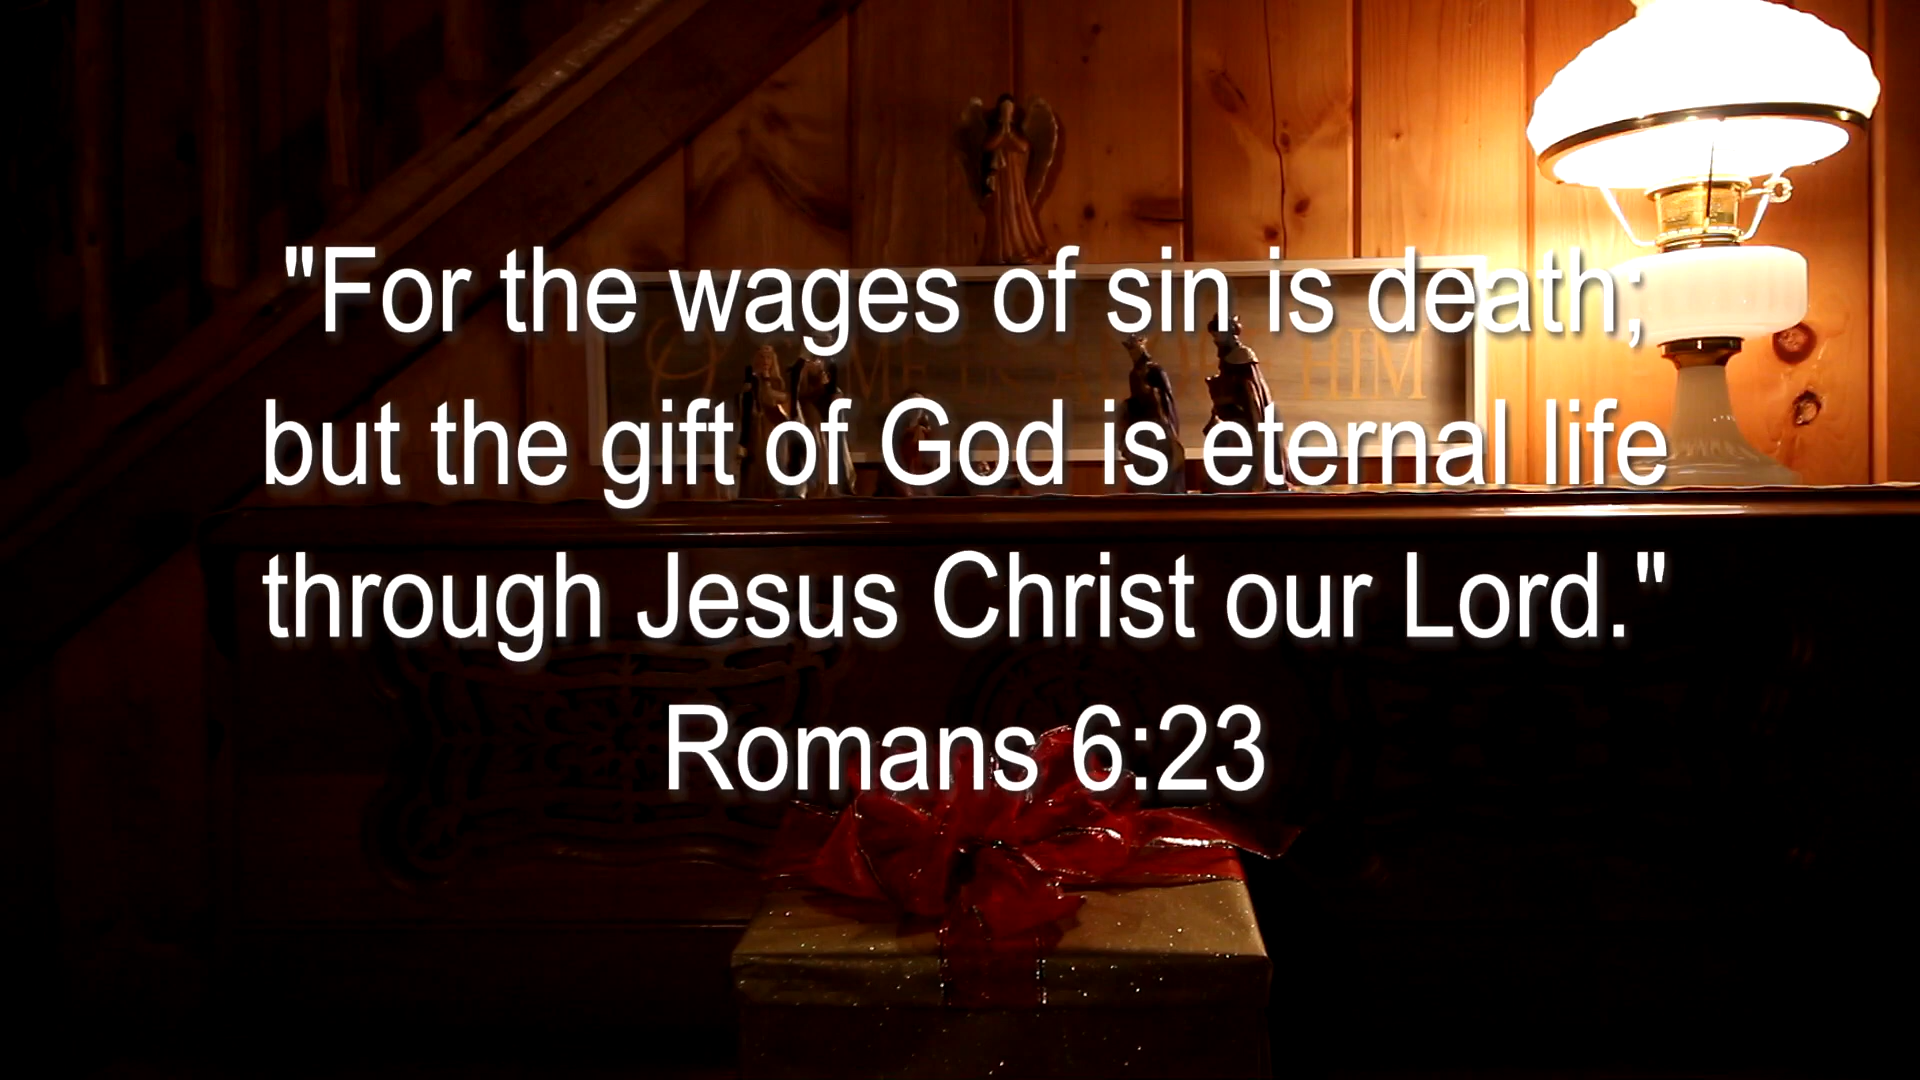 "For the wages of sin is death;
but the gift of God is eternal life
through Jesus Christ our Lord."
Romans 6:23
HIM